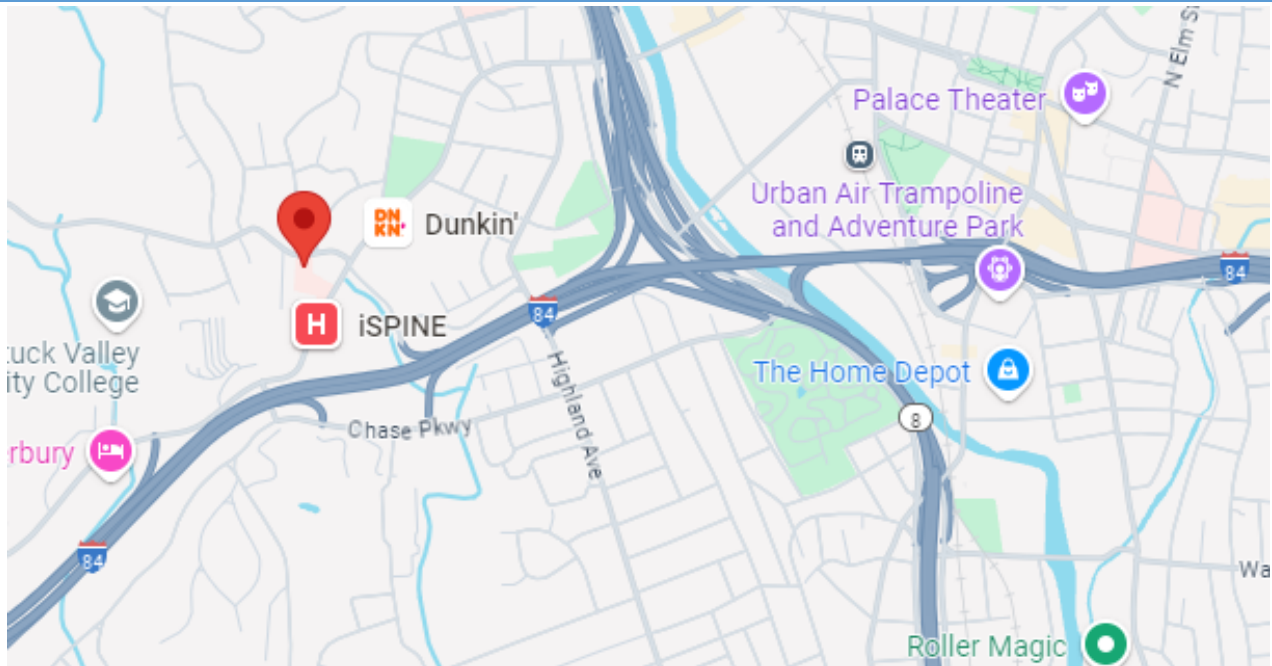 N Elm St
Palace Theater
Urban Air Trampoline
and Adventure Park
DN
KN'
Dunkin'
84
H
iSPINE
84
tuck Valley
ity College
Highland Ave
The Home Depot
8
Chase Pkwy
erbury
84
Wa
Roller Magic